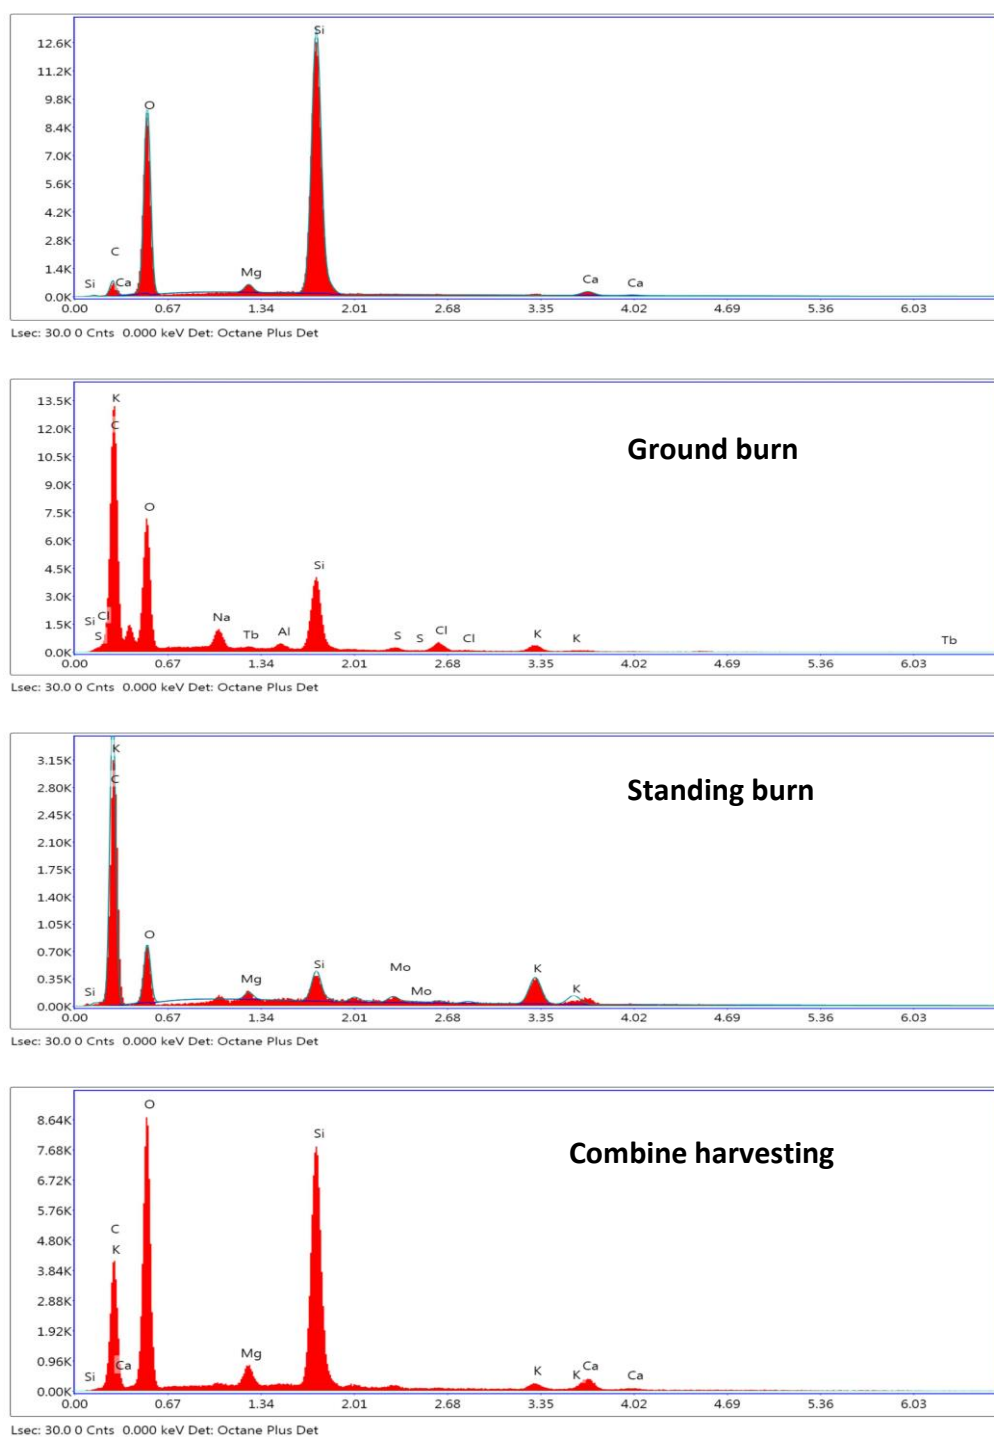 Si
12.6K
11.2K
9.8K
O
8.4K
7.0K
5.6K
4.2K
2.8K
C
1.4K
Si Ca Mg Ca Ca
0.0K
0.00 0.67 1.34 2.01 2.68 3.35 4.02 4.69 5.36 6.03
Lsec: 30.0 0 Cnts 0.000 keV Det: Octane Plus Det
13.5K K
12.0K C
Ground burn
10.5K
9.0K
7.5K O
6.0K
4.5K Si
3.0K
1.5K Si Cl Na
S Tb Al S S Cl Cl K K Tb
0.0K
0.00 0.67 1.34 2.01 2.68 3.35 4.02 4.69 5.36 6.03
Lsec: 30.0 0 Cnts 0.000 keV Det: Octane Plus Det
K
3.15K
C
2.80K Standing burn
2.45K
2.10K
1.75K
1.40K
1.05K
O
0.70K
Si Mo K
0.35K Mg
Si Mo K
0.00K
0.00 0.67 1.34 2.01 2.68 3.35 4.02 4.69 5.36 6.03
Lsec: 30.0 0 Cnts 0.000 keV Det: Octane Plus Det
O
8.64K
Si
7.68K Combine harvesting
6.72K
5.76K
C
4.80K K
3.84K
2.88K
1.92K
Mg
0.96K Ca Ca
Si K K Ca
0.00K
0.00 0.67 1.34 2.01 2.68 3.35 4.02 4.69 5.36 6.03
Lsec: 30.0 0 Cnts 0.000 keV Det: Octane Plus Det